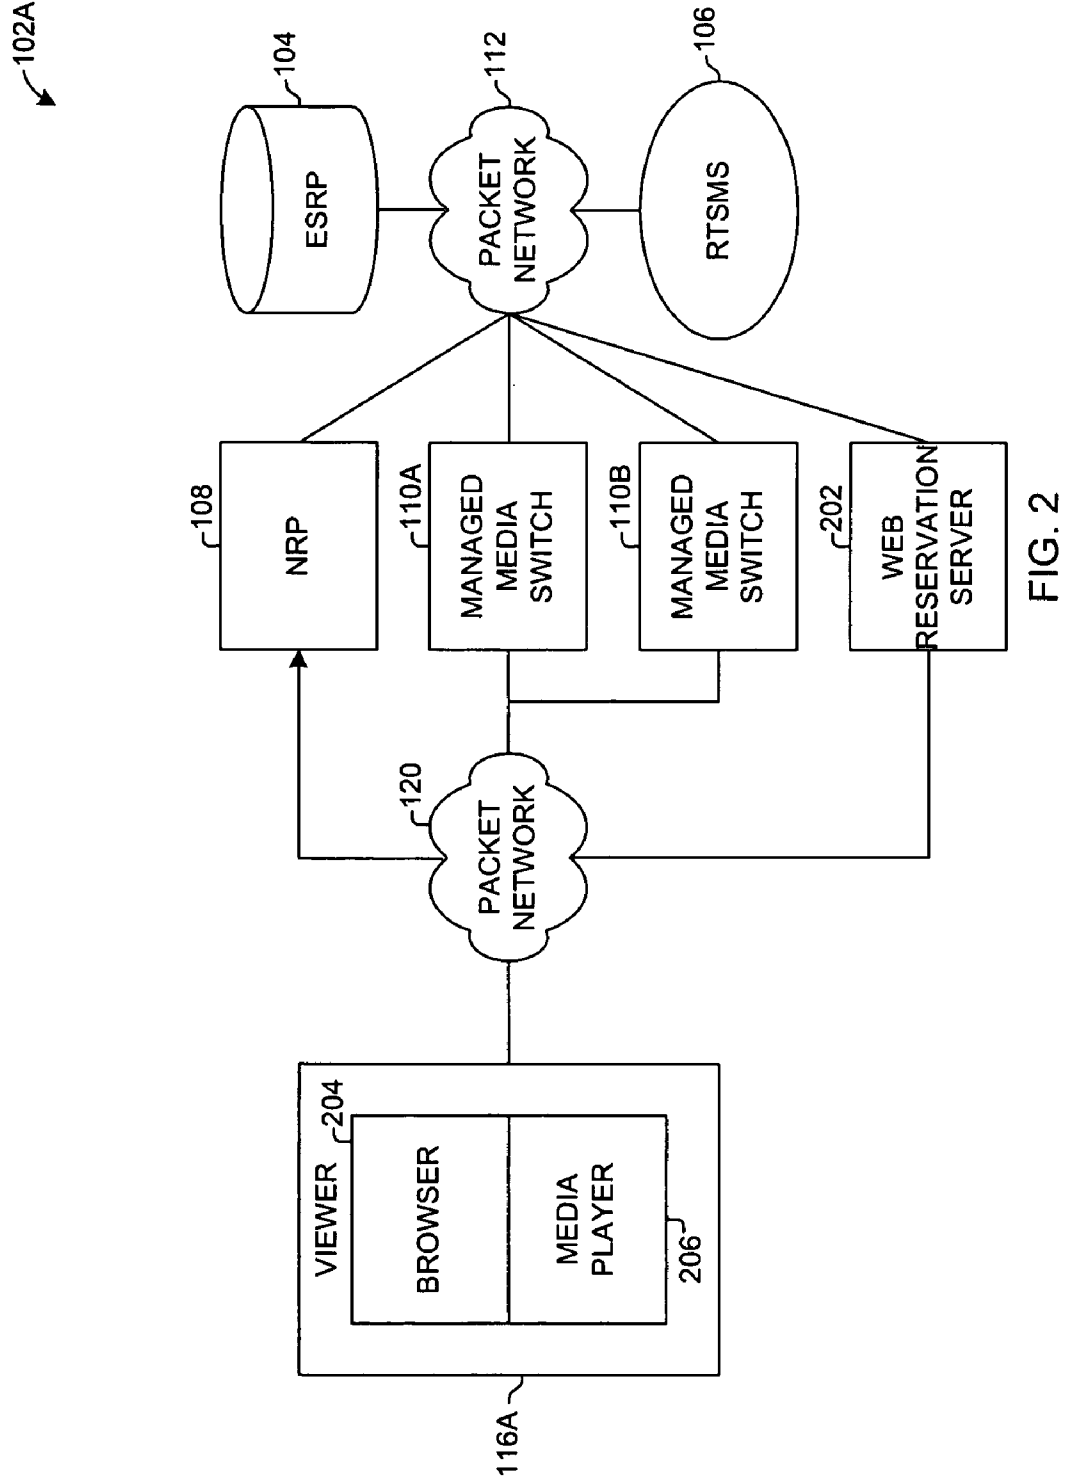 102A
116A
VIEWER
204
BROWSER
MEDIA
PLAYER
206
120
PACKET
NETWORK
108
NRP
110A
MANAGED
MEDIA
SWITCH
110B
MANAGED
MEDIA
SWITCH
202
WEB
RESERVATION
SERVER
104
ESRP
112
PACKET
NETWORK
106
RTSMS
FIG. 2